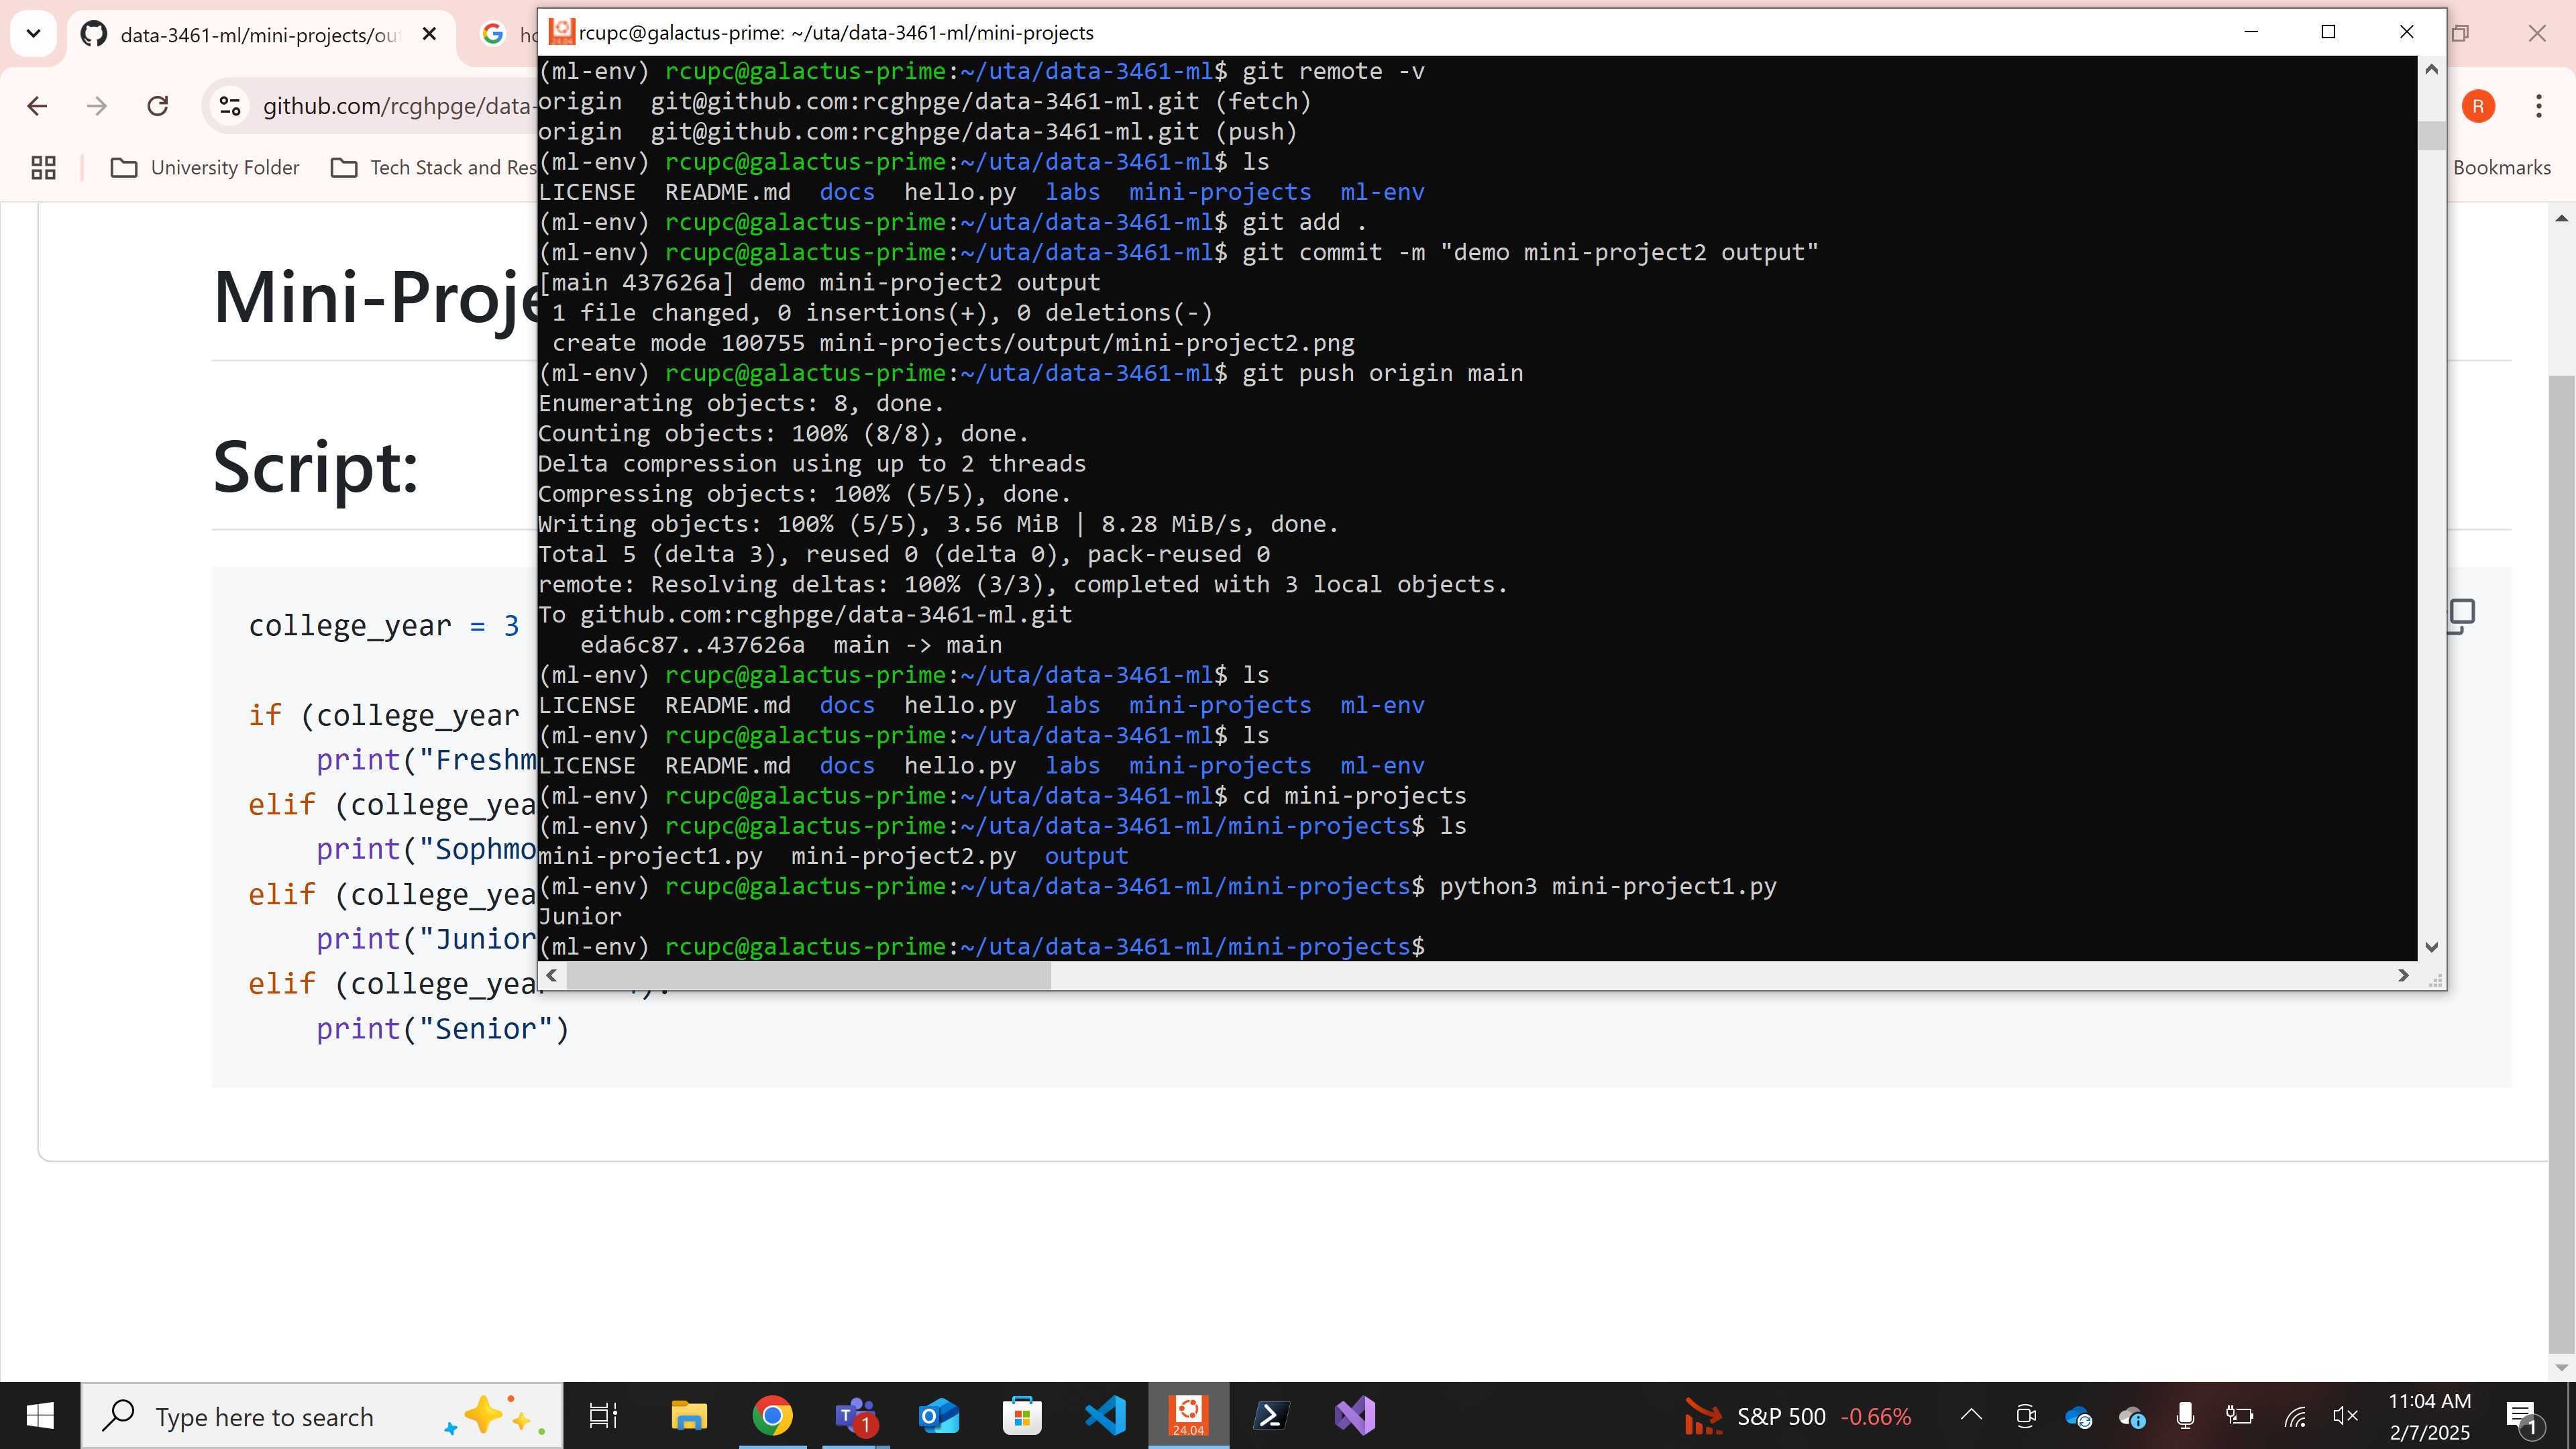 data-3461-ml/mini-projects/out
rcupc@galactus-prime: ~/uta/data-3461-ml/mini-projects
github.com/rcghpge/data-
R
University Folder
Tech Stack and Res
Bookmarks
Mini-Proje
Script:
college_year = 3
if (college_year
print("Freshm
elif (college_yea
print("Sophmo
elif (college_yea
print("Junior
elif (college_year
print("Senior")
(ml-env) rcupc@galactus-prime:~/uta/data-3461-ml$ git remote -v
origin  git@github.com:rcghpge/data-3461-ml.git (fetch)
origin  git@github.com:rcghpge/data-3461-ml.git (push)
(ml-env) rcupc@galactus-prime:~/uta/data-3461-ml$ ls
LICENSE  README.md  docs  hello.py  labs  mini-projects  ml-env
(ml-env) rcupc@galactus-prime:~/uta/data-3461-ml$ git add .
(ml-env) rcupc@galactus-prime:~/uta/data-3461-ml$ git commit -m "demo mini-project2 output"
[main 437626a] demo mini-project2 output
1 file changed, 0 insertions(+), 0 deletions(-)
create mode 100755 mini-projects/output/mini-project2.png
(ml-env) rcupc@galactus-prime:~/uta/data-3461-ml$ git push origin main
Enumerating objects: 8, done.
Counting objects: 100% (8/8), done.
Delta compression using up to 2 threads
Compressing objects: 100% (5/5), done.
Writing objects: 100% (5/5), 3.56 MiB | 8.28 MiB/s, done.
Total 5 (delta 3), reused 0 (delta 0), pack-reused 0
remote: Resolving deltas: 100% (3/3), completed with 3 local objects.
To github.com:rcghpge/data-3461-ml.git
eda6c87..437626a  main -> main
(ml-env) rcupc@galactus-prime:~/uta/data-3461-ml$ ls
LICENSE  README.md  docs  hello.py  labs  mini-projects  ml-env
(ml-env) rcupc@galactus-prime:~/uta/data-3461-ml$ ls
LICENSE  README.md  docs  hello.py  labs  mini-projects  ml-env
(ml-env) rcupc@galactus-prime:~/uta/data-3461-ml$ cd mini-projects
(ml-env) rcupc@galactus-prime:~/uta/data-3461-ml/mini-projects$ ls
mini-project1.py  mini-project2.py  output
(ml-env) rcupc@galactus-prime:~/uta/data-3461-ml/mini-projects$ python3 mini-project1.py
Junior
(ml-env) rcupc@galactus-prime:~/uta/data-3461-ml/mini-projects$
Type here to search
1
24.04
S&P 500 -0.66%
11:04 AM
2/7/2025
1